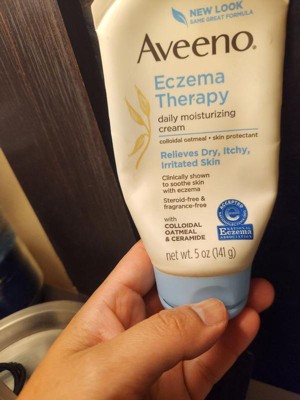 NEW LOOK
SAME GREAT FORMULA
Aveeno®
Eczema
Therapy
daily moisturizing
cream
colloidal oatmeal • skin protectant
Relieves Dry, Itchy,
Irritated Skin
Clinically shown
to soothe skin
with eczema
Steroid-free &
fragrance-free
with
COLLOIDAL
OATMEAL
& CERAMIDE
ACCEPTED
NATIONAL
Eczema
ASSOCIATION
net wt. 5 oz (141g)